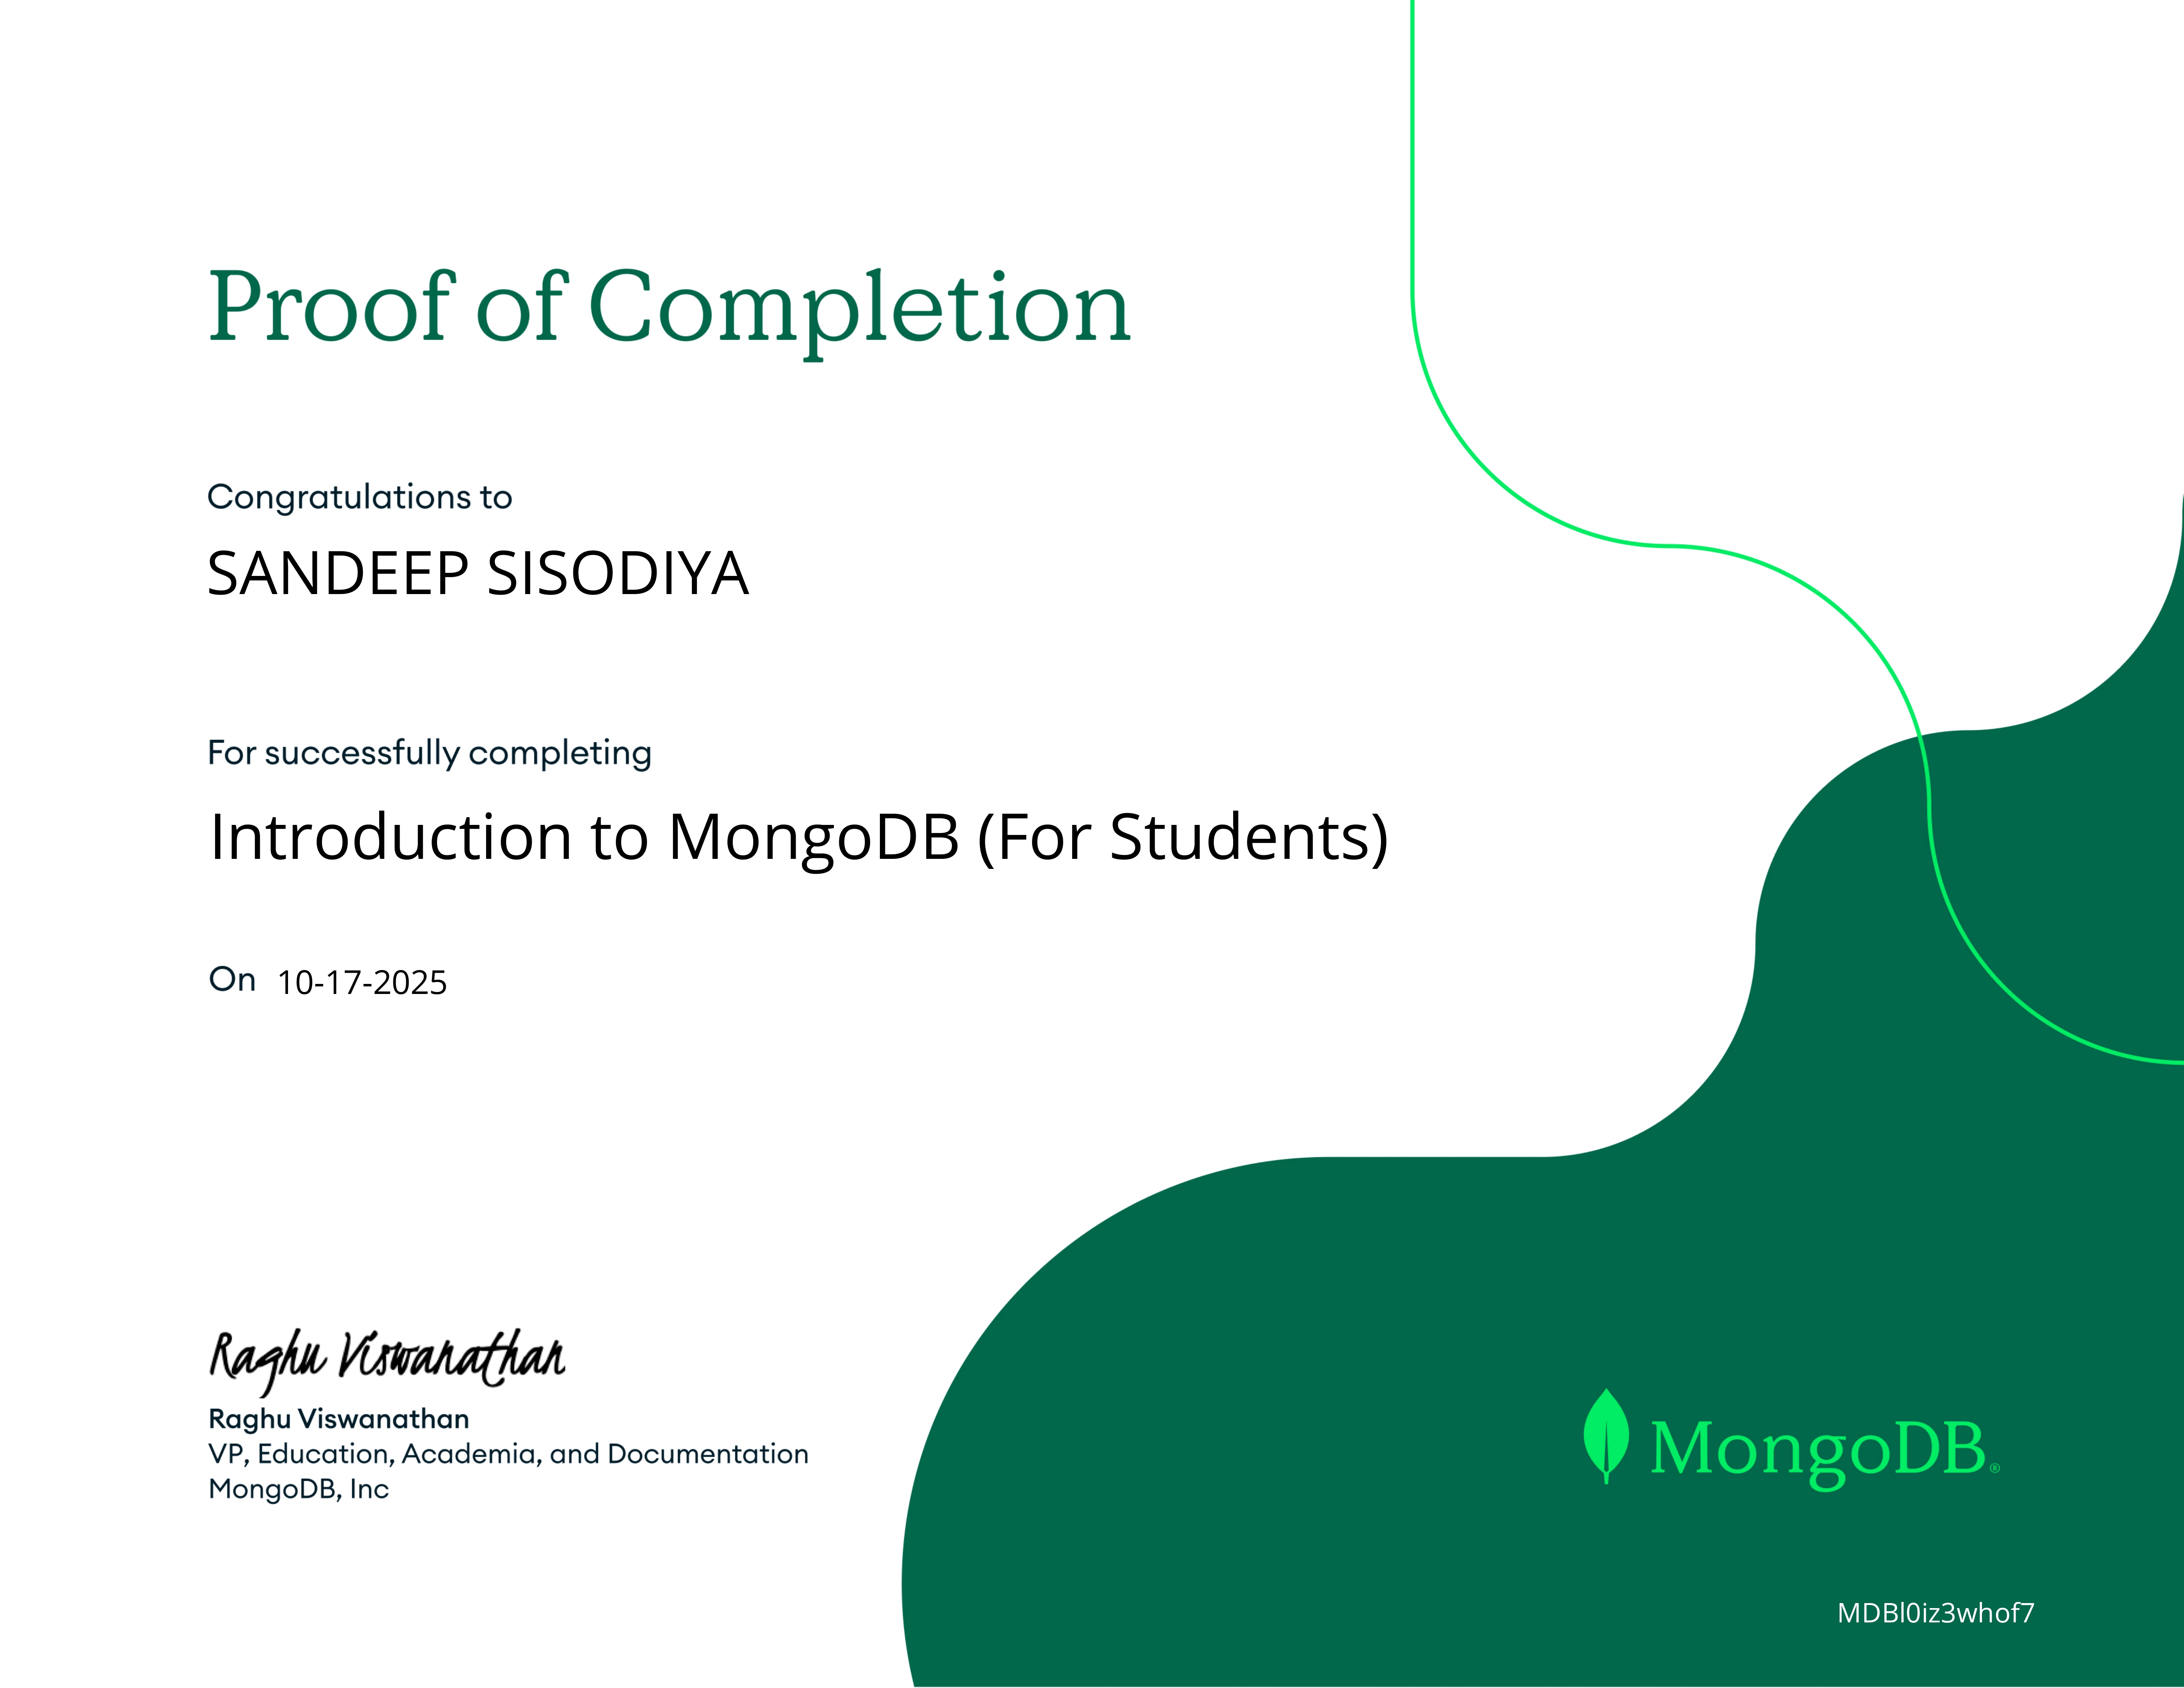 Proof of Completion
Congratulations to
SANDEEP SISODIYA
For successfully completing
Introduction to MongoDB (For Students)
On 10-17-2025
Raghu Viswanathan
Raghu Viswanathan
VP, Education, Academia, and Documentation
MongoDB, Inc
MongoDB®
MDBl0iz3whof7